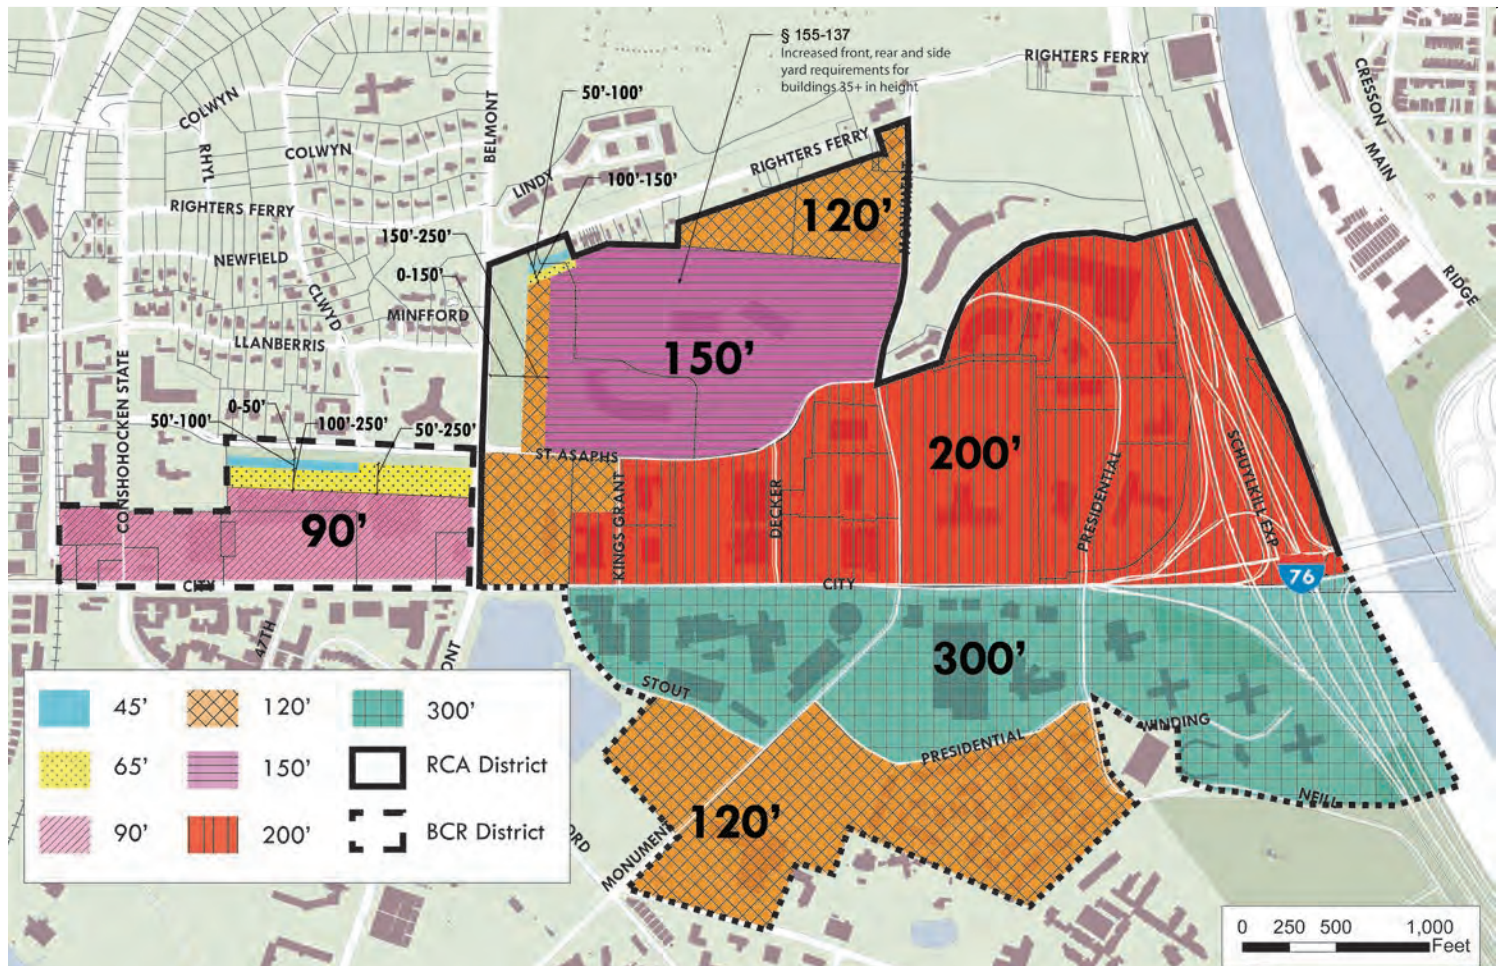 § 155-137
Increased front, rear and side
yard requirements for
buildings 35+ in height
RIGHTERS FERRY
CRESSON
MAIN
RIDGE
50'-100'
COLWYN
RHYL
COLWYN
BELMONT
LINDY
RIGHTERS FERRY
100'-150'
RIGHTERS FERRY
120'
150'-250'
NEWFIELD
0-150'
CLWYD
MINFFORD
LLANBERRIS
150'
CONSHOHOCKEN STATE
0-50'
50'-100'
100'-250'
50'-250'
200'
ST ASAPHS
KINGS GRANT
DECKER
PRESIDENTIAL
SCHUYLKILL EXP
90'
CITY
CITY
76
47TH
300'
STOUT
WINDING
PRESIDENTIAL
NEILL
120'
MONUMENT
45'
120'
300'
65'
150'
RCA District
90'
200'
BCR District
0 250 500 1,000
Feet